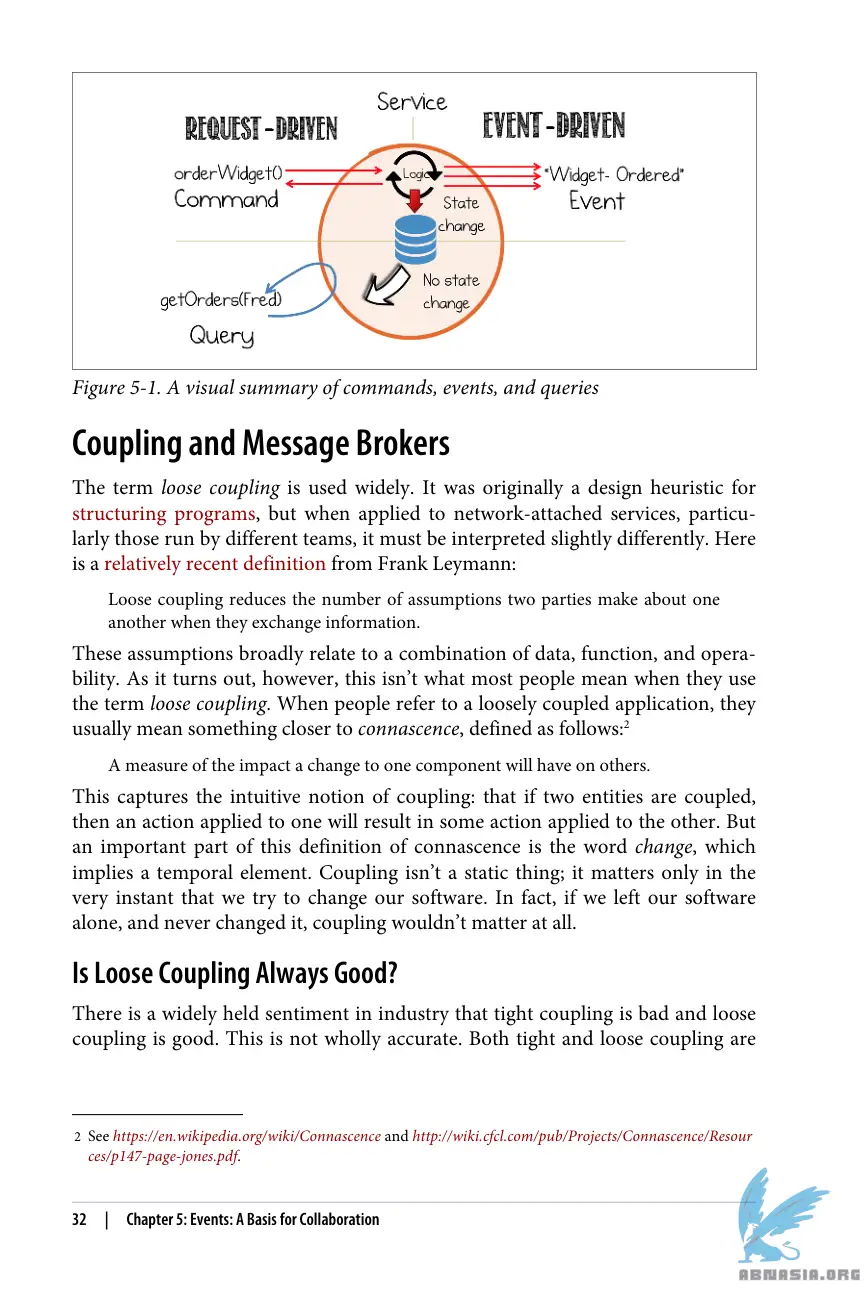 Service
REQUEST-DRIVEN
EVENT-DRIVEN
orderWidget()
Command
Logic
"Widget- Ordered"
Event
State
change
getOrders(Fred)
Query
No state
change
Figure 5-1. A visual summary of commands, events, and queries
Coupling and Message Brokers
The term loose coupling is used widely. It was originally a design heuristic for
structuring programs, but when applied to network-attached services, particu-
larly those run by different teams, it must be interpreted slightly differently. Here
is a relatively recent definition from Frank Leymann:
Loose coupling reduces the number of assumptions two parties make about one
another when they exchange information.
These assumptions broadly relate to a combination of data, function, and opera-
bility. As it turns out, however, this isn’t what most people mean when they use
the term loose coupling. When people refer to a loosely coupled application, they
usually mean something closer to connascence, defined as follows:2
A measure of the impact a change to one component will have on others.
This captures the intuitive notion of coupling: that if two entities are coupled,
then an action applied to one will result in some action applied to the other. But
an important part of this definition of connascence is the word change, which
implies a temporal element. Coupling isn’t a static thing; it matters only in the
very instant that we try to change our software. In fact, if we left our software
alone, and never changed it, coupling wouldn’t matter at all.
Is Loose Coupling Always Good?
There is a widely held sentiment in industry that tight coupling is bad and loose
coupling is good. This is not wholly accurate. Both tight and loose coupling are
2 See https://en.wikipedia.org/wiki/Connascence and http://wiki.cfcl.com/pub/Projects/Connascence/Resour
ces/p147-page-jones.pdf.
32 | Chapter 5: Events: A Basis for Collaboration
ABNASIA.ORG